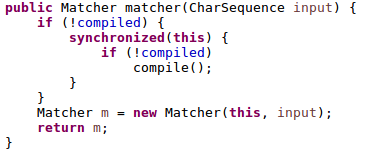 public Matcher matcher(CharSequence input) {
    if (!compiled) {
        synchronized(this) {
            if (!compiled)
                compile();
        }
    }
    Matcher m = new Matcher(this, input);
    return m;
}